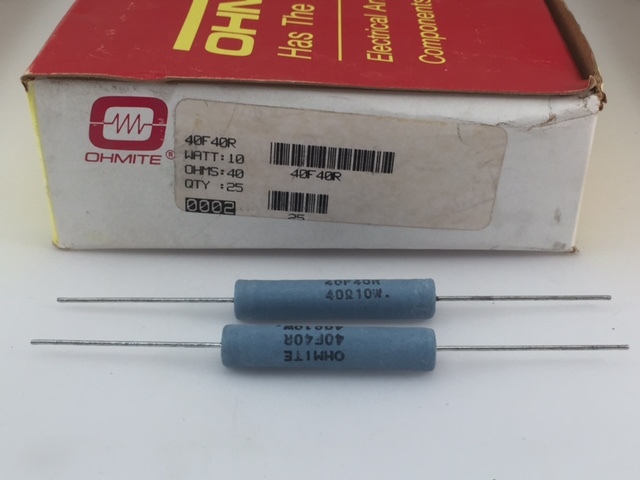 OHM
Has The
Electrical An
Components
OHMITE®
40F40R
WATT:10
OHMS:40
QTY :25
0002
40F40R
25
40F40R
40Ω10W.
40Ω10W.
40F40R
OHMITE